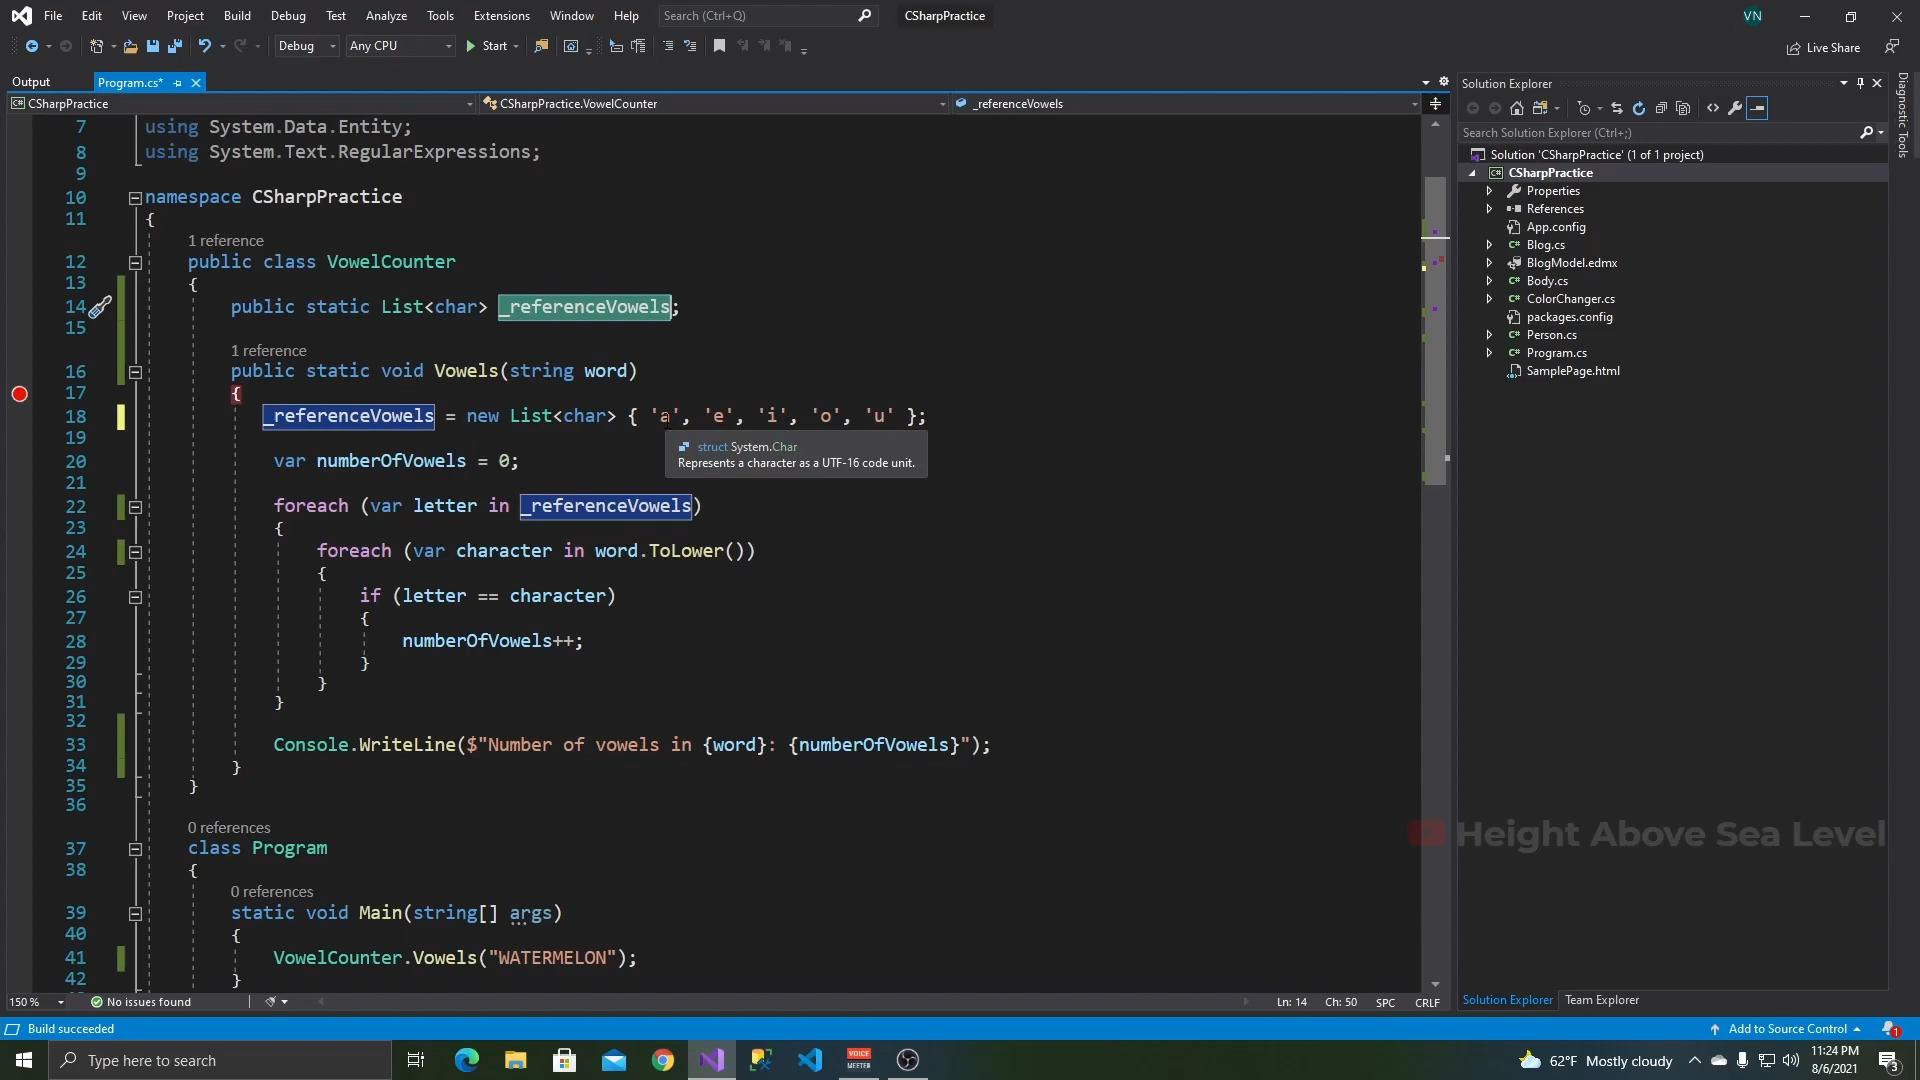 File Edit View Project Build Debug Test Analyze Tools Extensions Window Help Search (Ctrl+Q) CSharpPractice VN
Debug Any CPU Start Live Share
Output Program.cs*
CSharpPractice CSharpPractice.VowelCounter _referenceVowels
7 using System.Data.Entity;
8 using System.Text.RegularExpressions;
9
10 namespace CSharpPractice
11 {
1 reference
12 public class VowelCounter
13 {
14 public static List<char> _referenceVowels;
15
1 reference
16 public static void Vowels(string word)
17 {
18 _referenceVowels = new List<char> { 'a', 'e', 'i', 'o', 'u' };
19
struct System.Char
Represents a character as a UTF-16 code unit.
20 var numberOfVowels = 0;
21
22 foreach (var letter in _referenceVowels)
23 {
24 foreach (var character in word.ToLower())
25 {
26 if (letter == character)
27 {
28 numberOfVowels++;
29 }
30 }
31 }
32
33 Console.WriteLine($"Number of vowels in {word}: {numberOfVowels}");
34 }
35 }
36
0 references
37 class Program
38 {
0 references
39 static void Main(string[] args)
40 {
41 VowelCounter.Vowels("WATERMELON");
42 }
150 % No issues found Ln: 14 Ch: 50 SPC CRLF
Solution Explorer
Search Solution Explorer (Ctrl+;)
Solution 'CSharpPractice' (1 of 1 project)
CSharpPractice
Properties
References
App.config
Blog.cs
BlogModel.edmx
Body.cs
ColorChanger.cs
packages.config
Person.cs
Program.cs
SamplePage.html
Diagnostic Tools
Height Above Sea Level
Solution Explorer Team Explorer
Build succeeded Add to Source Control 1
Type here to search VOICE MEETER 62°F Mostly cloudy 11:24 PM
8/6/2021 3